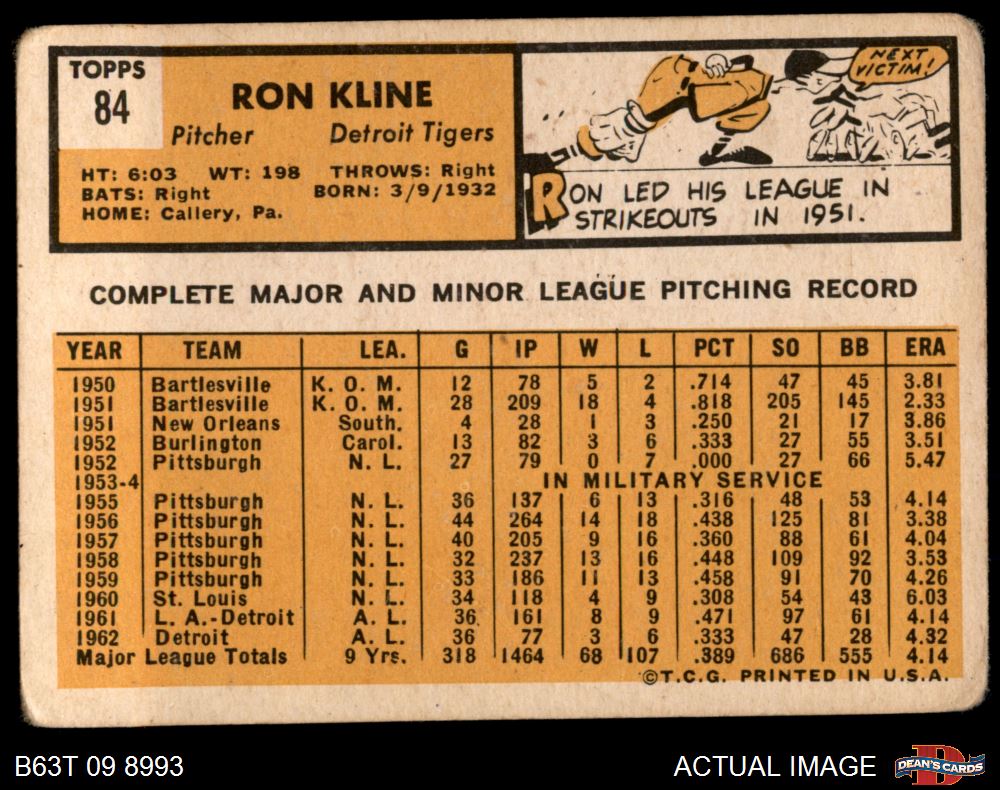 TOPPS
84
RON KLINE
Pitcher Detroit Tigers
HT: 6:03 WT: 198 THROWS: Right
BATS: Right BORN: 3/9/1932
HOME: Callery, Pa.
NEXT
VICTIM!
RON LED HIS LEAGUE IN
STRIKEOUTS IN 1951.
COMPLETE MAJOR AND MINOR LEAGUE PITCHING RECORD
YEAR TEAM LEA. G IP W L PCT SO BB ERA
1950 Bartlesville K. O. M. 12 78 5 2 .714 47 45 3.81
1951 Bartlesville K. O. M. 28 209 18 4 .818 205 145 2.33
1951 New Orleans South. 4 28 1 3 .250 21 17 3.86
1952 Burlington Carol. 13 82 3 6 .333 27 55 3.51
1952 Pittsburgh N. L. 27 79 0 7 .000 27 66 5.47
1953-4 IN MILITARY SERVICE
1955 Pittsburgh N. L. 36 137 6 13 .316 48 53 4.14
1956 Pittsburgh N. L. 44 264 14 18 .438 125 81 3.38
1957 Pittsburgh N. L. 40 205 9 16 .360 88 61 4.04
1958 Pittsburgh N. L. 32 237 13 16 .448 109 92 3.53
1959 Pittsburgh N. L. 33 186 11 13 .458 91 70 4.26
1960 St. Louis N. L. 34 118 4 9 .308 54 43 6.03
1961 L. A.-Detroit A. L. 36 161 8 9 .471 97 61 4.14
1962 Detroit A. L. 36 77 3 6 .333 47 28 4.32
Major League Totals 9 Yrs. 318 1464 68 107 .389 686 555 4.14
©T.C.G. PRINTED IN U.S.A.
B63T 09 8993 ACTUAL IMAGE DEAN'S CARDS